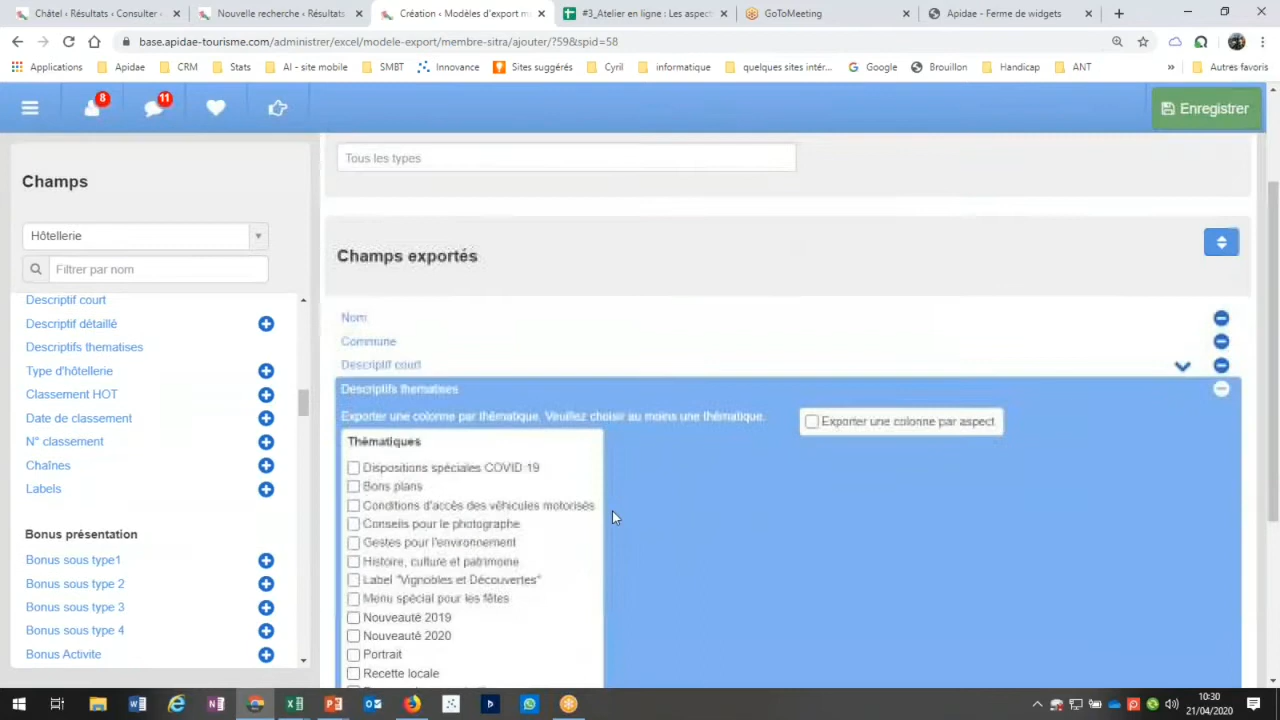 Châtel ‹ Résultats ‹ Consulter ‹
Nouvelle recherche ‹ Résultats
Création ‹ Modèles d'export m
#3_Atelier en ligne : Les aspect
GoToMeeting
Apidae - Ferme de widgets
base.apidae-tourisme.com/administrer/excel/modele-export/membre-sitra/ajouter/?59&spid=58
Applications
Apidae
CRM
Stats
AI - site mobile
SMBT
Innovance
Sites suggérés
Cyril
informatique
quelques sites intér...
Google
Brouillon
Handicap
ANT
»
Autres favoris
8
11
Enregistrer
Champs
Hôtellerie
Filtrer par nom
Descriptif court
Descriptif détaillé
Descriptifs thematises
Type d'hôtellerie
Classement HOT
Date de classement
N° classement
Chaînes
Labels
Bonus présentation
Bonus sous type1
Bonus sous type 2
Bonus sous type 3
Bonus sous type 4
Bonus Activite
Tous les types
Champs exportés
Nom
Commune
Descriptif court
Descriptifs thematises
Exporter une colonne par thématique. Veuillez choisir au moins une thématique.
Exporter une colonne par aspect
Thématiques
Dispositions spéciales COVID 19
Bons plans
Conditions d'accès des véhicules motorisés
Conseils pour le photographe
Gestes pour l'environnement
Histoire, culture et patrimoine
Label "Vignobles et Découvertes"
Menu spécial pour les fêtes
Nouveauté 2019
Nouveauté 2020
Portrait
Recette locale
10:30
21/04/2020